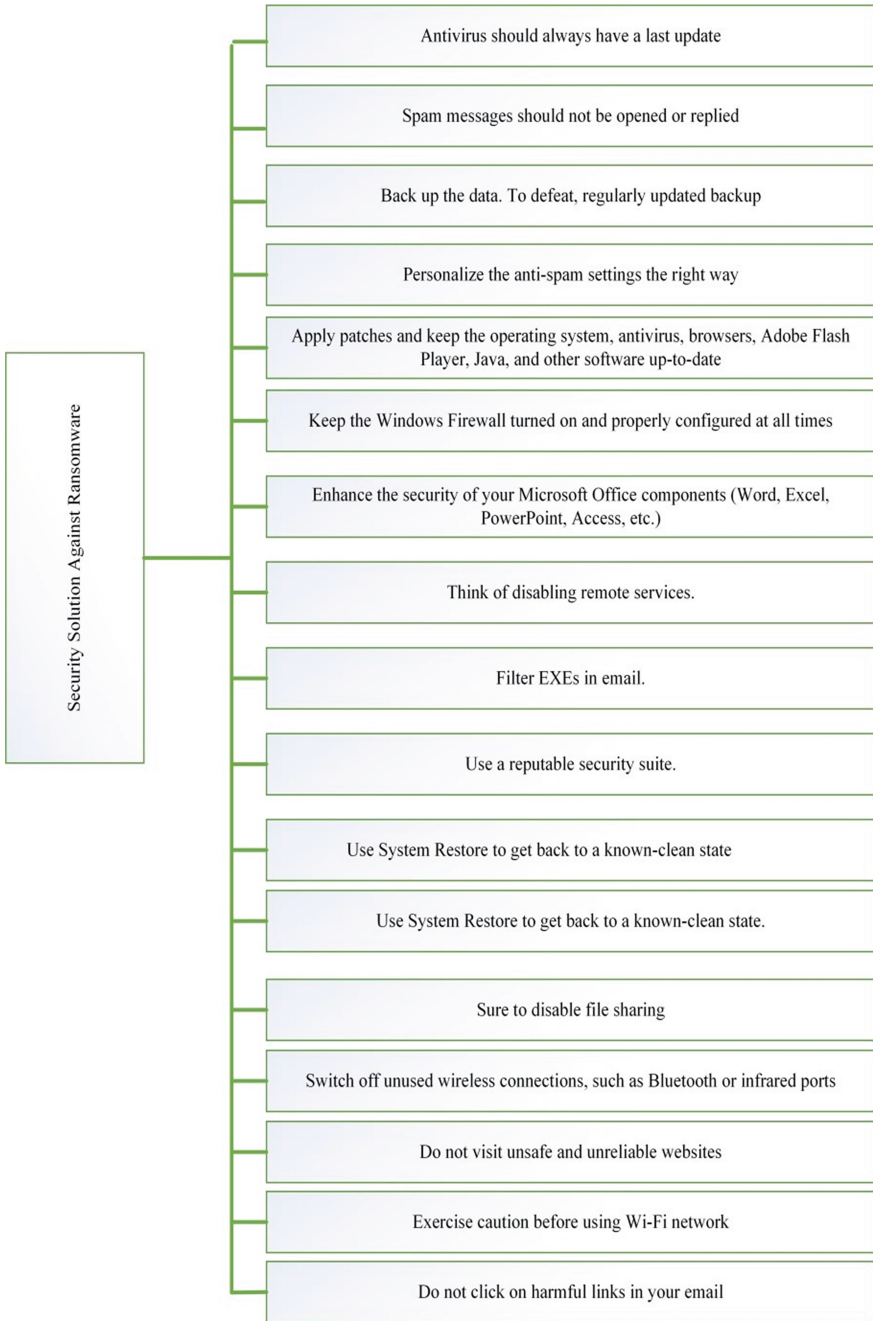 Security Solution Against Ransomware
Antivirus should always have a last update
Spam messages should not be opened or replied
Back up the data. To defeat, regularly updated backup
Personalize the anti-spam settings the right way
Apply patches and keep the operating system, antivirus, browsers, Adobe Flash
Player, Java, and other software up-to-date
Keep the Windows Firewall turned on and properly configured at all times
Enhance the security of your Microsoft Office components (Word, Excel,
PowerPoint, Access, etc.)
Think of disabling remote services.
Filter EXEs in email.
Use a reputable security suite.
Use System Restore to get back to a known-clean state
Use System Restore to get back to a known-clean state.
Sure to disable file sharing
Switch off unused wireless connections, such as Bluetooth or infrared ports
Do not visit unsafe and unreliable websites
Exercise caution before using Wi-Fi network
Do not click on harmful links in your email